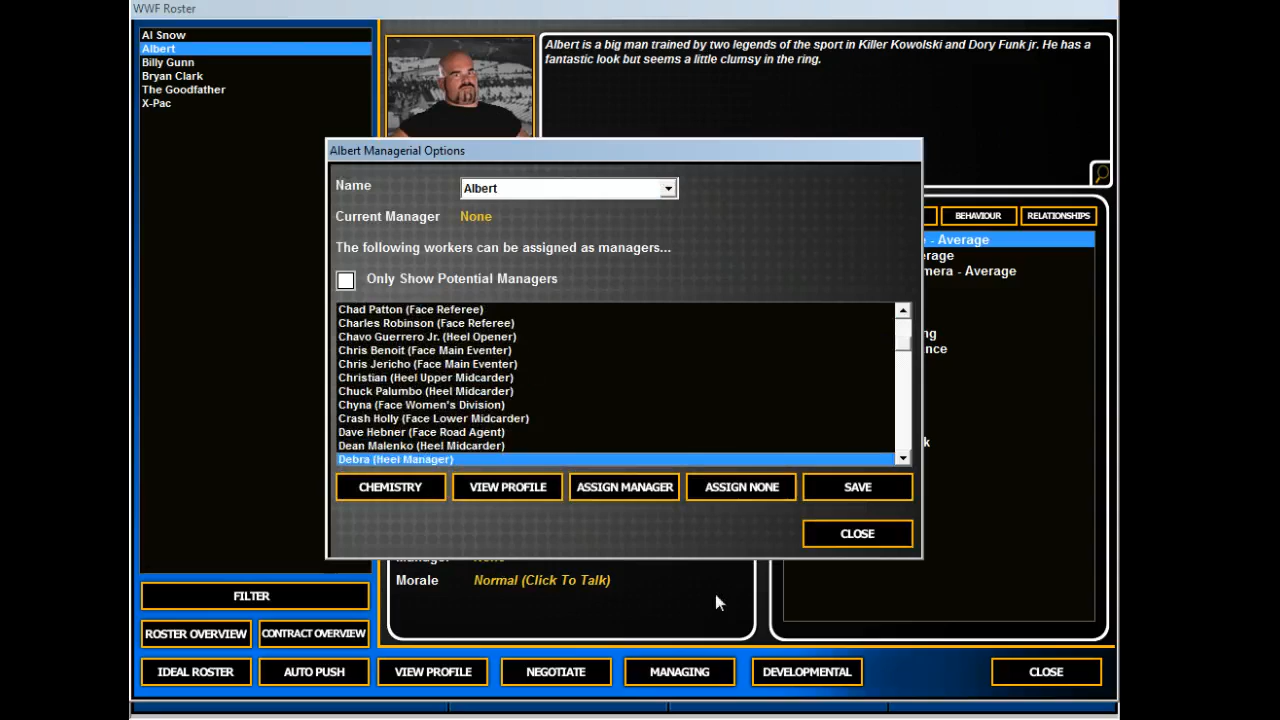 WWF Roster
Al Snow
Albert
Billy Gunn
Bryan Clark
The Goodfather
X-Pac
Albert is a big man trained by two legends of the sport in Killer Kowolski and Dory Funk jr. He has a
fantastic look but seems a little clumsy in the ring.
Albert Managerial Options
Name
Albert
Current Manager
None
The following workers can be assigned as managers...
Only Show Potential Managers
Chad Patton (Face Referee)
Charles Robinson (Face Referee)
Chavo Guerrero Jr. (Heel Opener)
Chris Benoit (Face Main Eventer)
Chris Jericho (Face Main Eventer)
Christian (Heel Upper Midcarder)
Chuck Palumbo (Heel Midcarder)
Chyna (Face Women's Division)
Crash Holly (Face Lower Midcarder)
Dave Hebner (Face Road Agent)
Dean Malenko (Heel Midcarder)
Debra (Heel Manager)
CHEMISTRY
VIEW PROFILE
ASSIGN MANAGER
ASSIGN NONE
SAVE
CLOSE
BEHAVIOUR
RELATIONSHIPS
- Average
Morale
Normal (Click To Talk)
FILTER
ROSTER OVERVIEW
CONTRACT OVERVIEW
IDEAL ROSTER
AUTO PUSH
VIEW PROFILE
NEGOTIATE
MANAGING
DEVELOPMENTAL
CLOSE